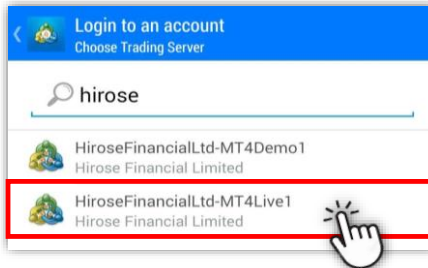 Login to an account
Choose Trading Server
hirose
HiroseFinancialLtd-MT4Demo1
Hirose Financial Limited
HiroseFinancialLtd-MT4Live1
Hirose Financial Limited